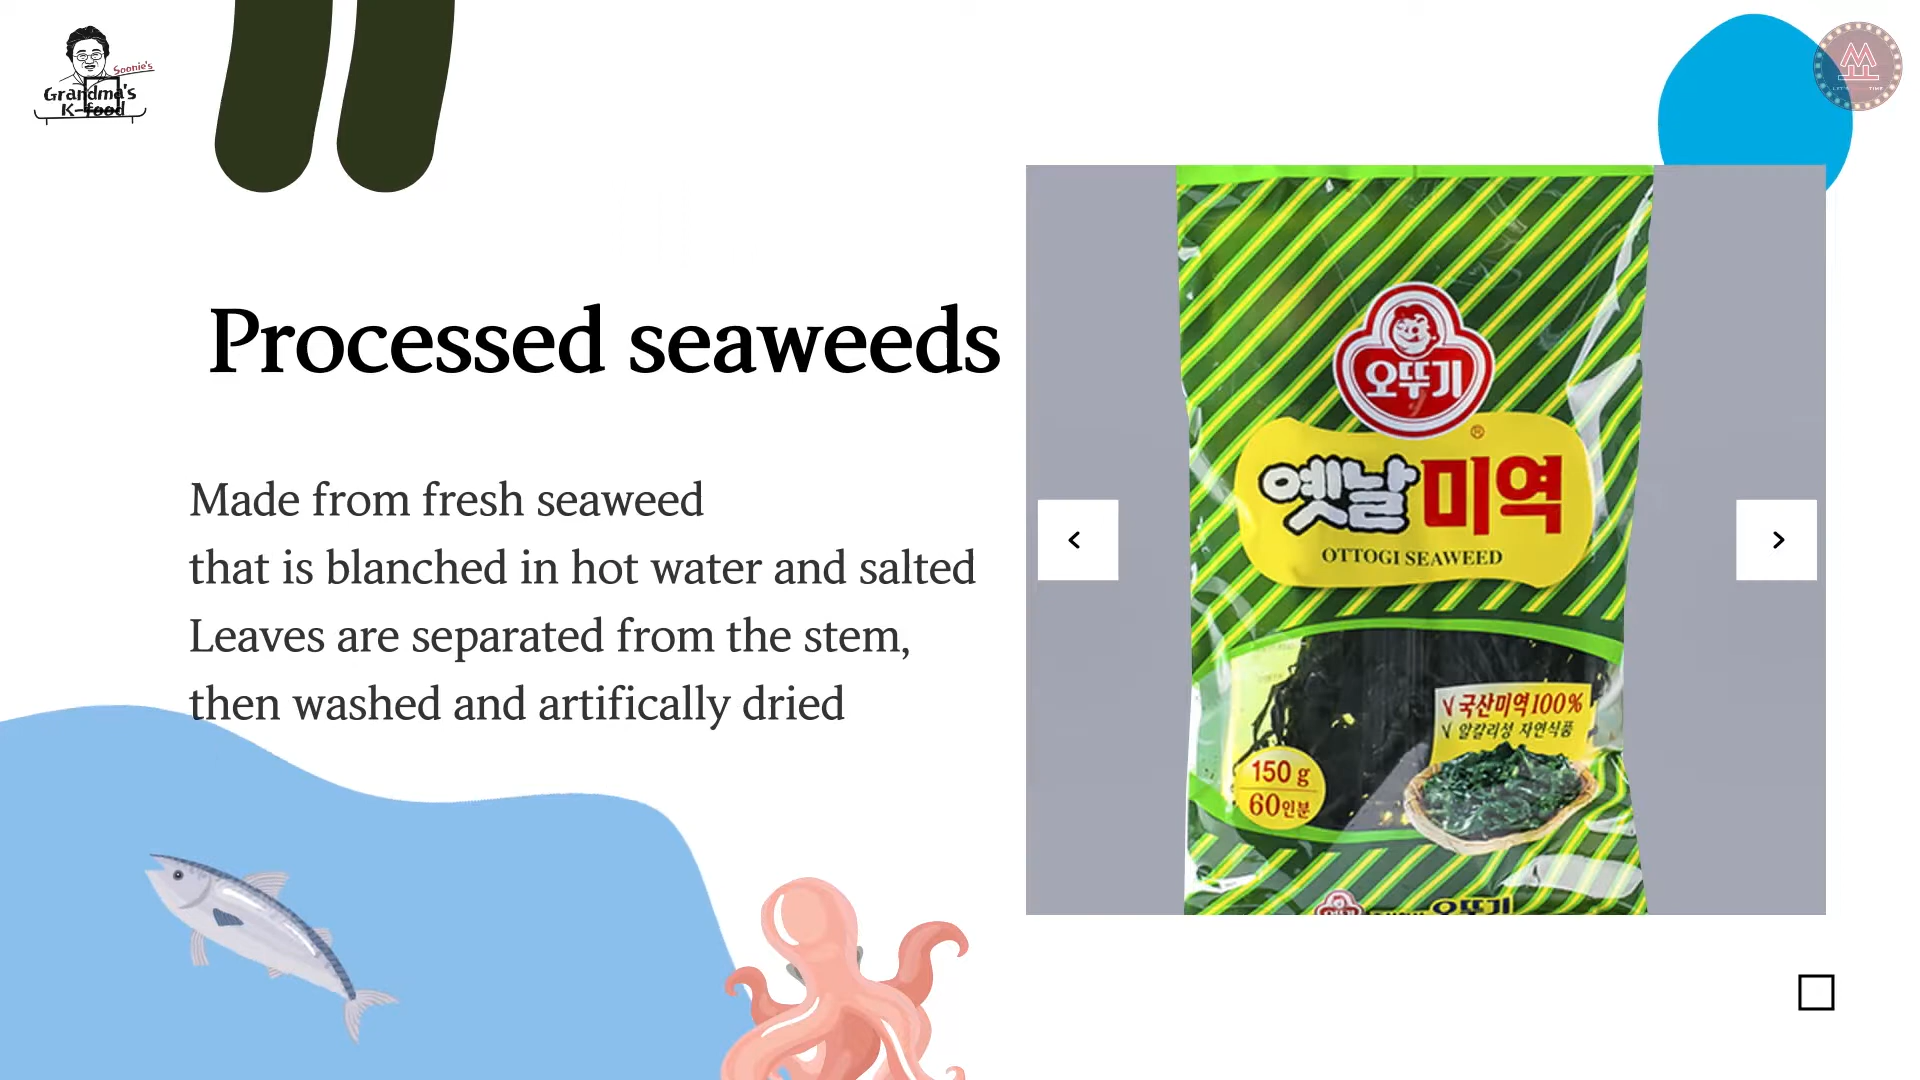 Soonie's
Grandma's
K-food
Processed seaweeds
Made from fresh seaweed
that is blanched in hot water and salted
Leaves are separated from the stem,
then washed and artifically dried
오뚜기
®
옛날미역
OTTOGI SEAWEED
국산미역100%
알칼리성 자연식품
150 g
60인분
오뚜기